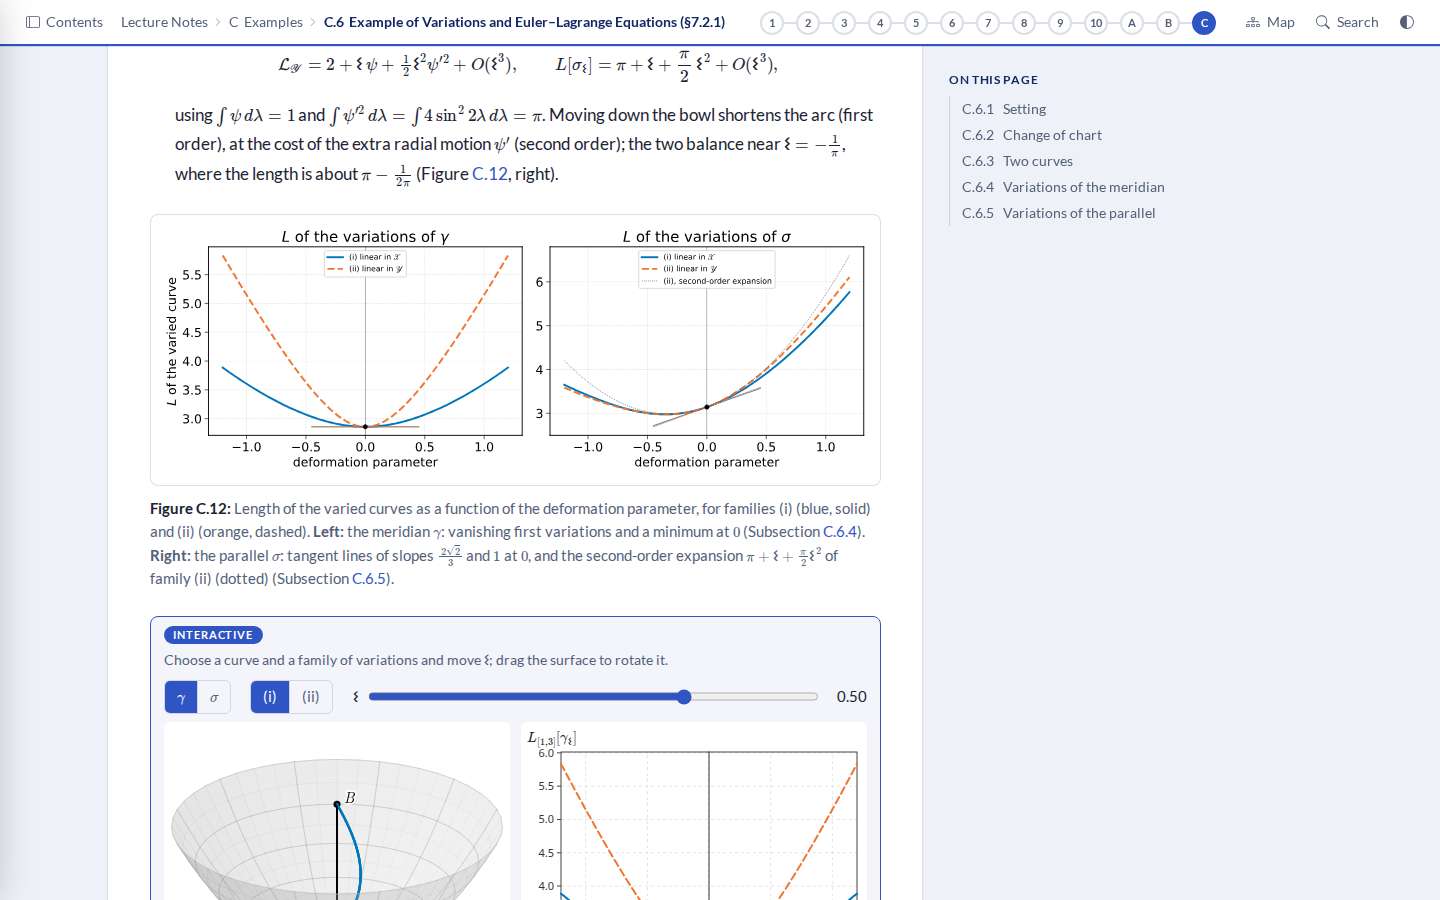 Contents Lecture Notes > C Examples > C.6 Example of Variations and Euler–Lagrange Equations (§7.2.1) 1 2 3 4 5 6 7 8 9 10 A B C Map Search
ℒ_𝒴 = 2 + ξ ψ + ½ξ²ψ′² + O(ξ³), L[σ_ξ] = π + ξ + π/2 ξ² + O(ξ³),
using ∫ψ dλ = 1 and ∫ψ′² dλ = ∫4 sin² 2λ dλ = π. Moving down the bowl shortens the arc (first
order), at the cost of the extra radial motion ψ′ (second order); the two balance near ξ = −1/π,
where the length is about π − 1/2π (Figure C.12, right).
L of the variations of γ
(i) linear in 𝒳
(ii) linear in 𝒴
L of the varied curve
5.5
5.0
4.5
4.0
3.5
3.0
−1.0 −0.5 0.0 0.5 1.0
deformation parameter
L of the variations of σ
(i) linear in 𝒳
(ii) linear in 𝒴
(ii), second-order expansion
6
5
4
3
−1.0 −0.5 0.0 0.5 1.0
deformation parameter
Figure C.12: Length of the varied curves as a function of the deformation parameter, for families (i) (blue, solid)
and (ii) (orange, dashed). Left: the meridian γ: vanishing first variations and a minimum at 0 (Subsection C.6.4).
Right: the parallel σ: tangent lines of slopes 2√2/3 and 1 at 0, and the second-order expansion π + ξ + π/2 ξ² of
family (ii) (dotted) (Subsection C.6.5).
INTERACTIVE
Choose a curve and a family of variations and move ξ; drag the surface to rotate it.
γ σ (i) (ii) ξ 0.50
B
L_[1,3][γ_ξ]
6.0
5.5
5.0
4.5
4.0
ON THIS PAGE
C.6.1 Setting
C.6.2 Change of chart
C.6.3 Two curves
C.6.4 Variations of the meridian
C.6.5 Variations of the parallel